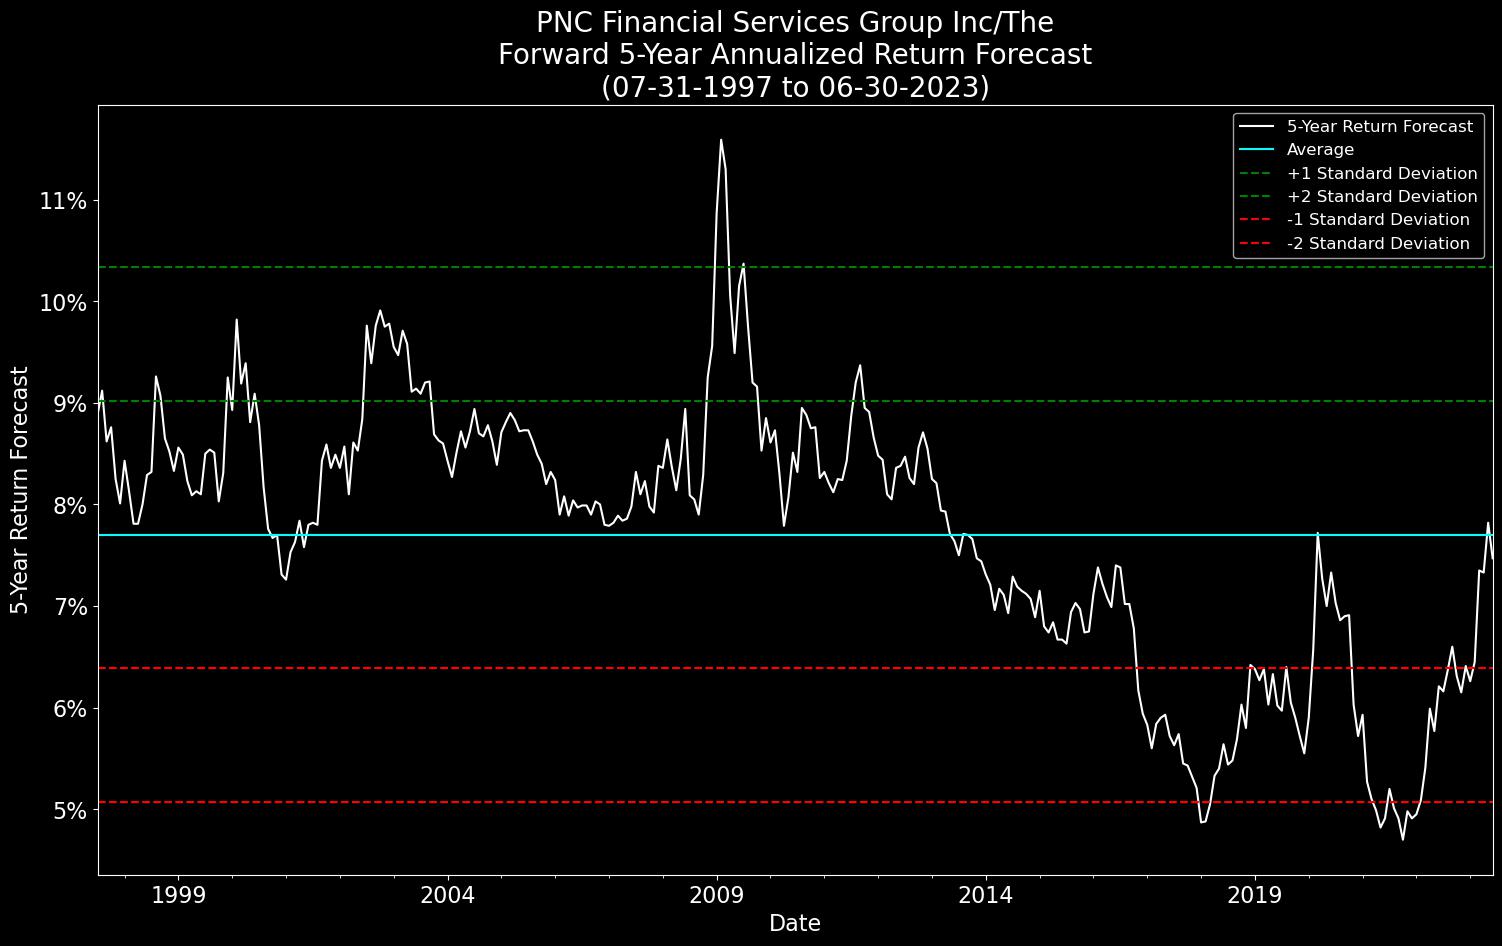 PNC Financial Services Group Inc/The
Forward 5-Year Annualized Return Forecast
(07-31-1997 to 06-30-2023)
5-Year Return Forecast
Average
+1 Standard Deviation
+2 Standard Deviation
-1 Standard Deviation
-2 Standard Deviation
5-Year Return Forecast
11%
10%
9%
8%
7%
6%
5%
1999
2004
2009
2014
2019
Date